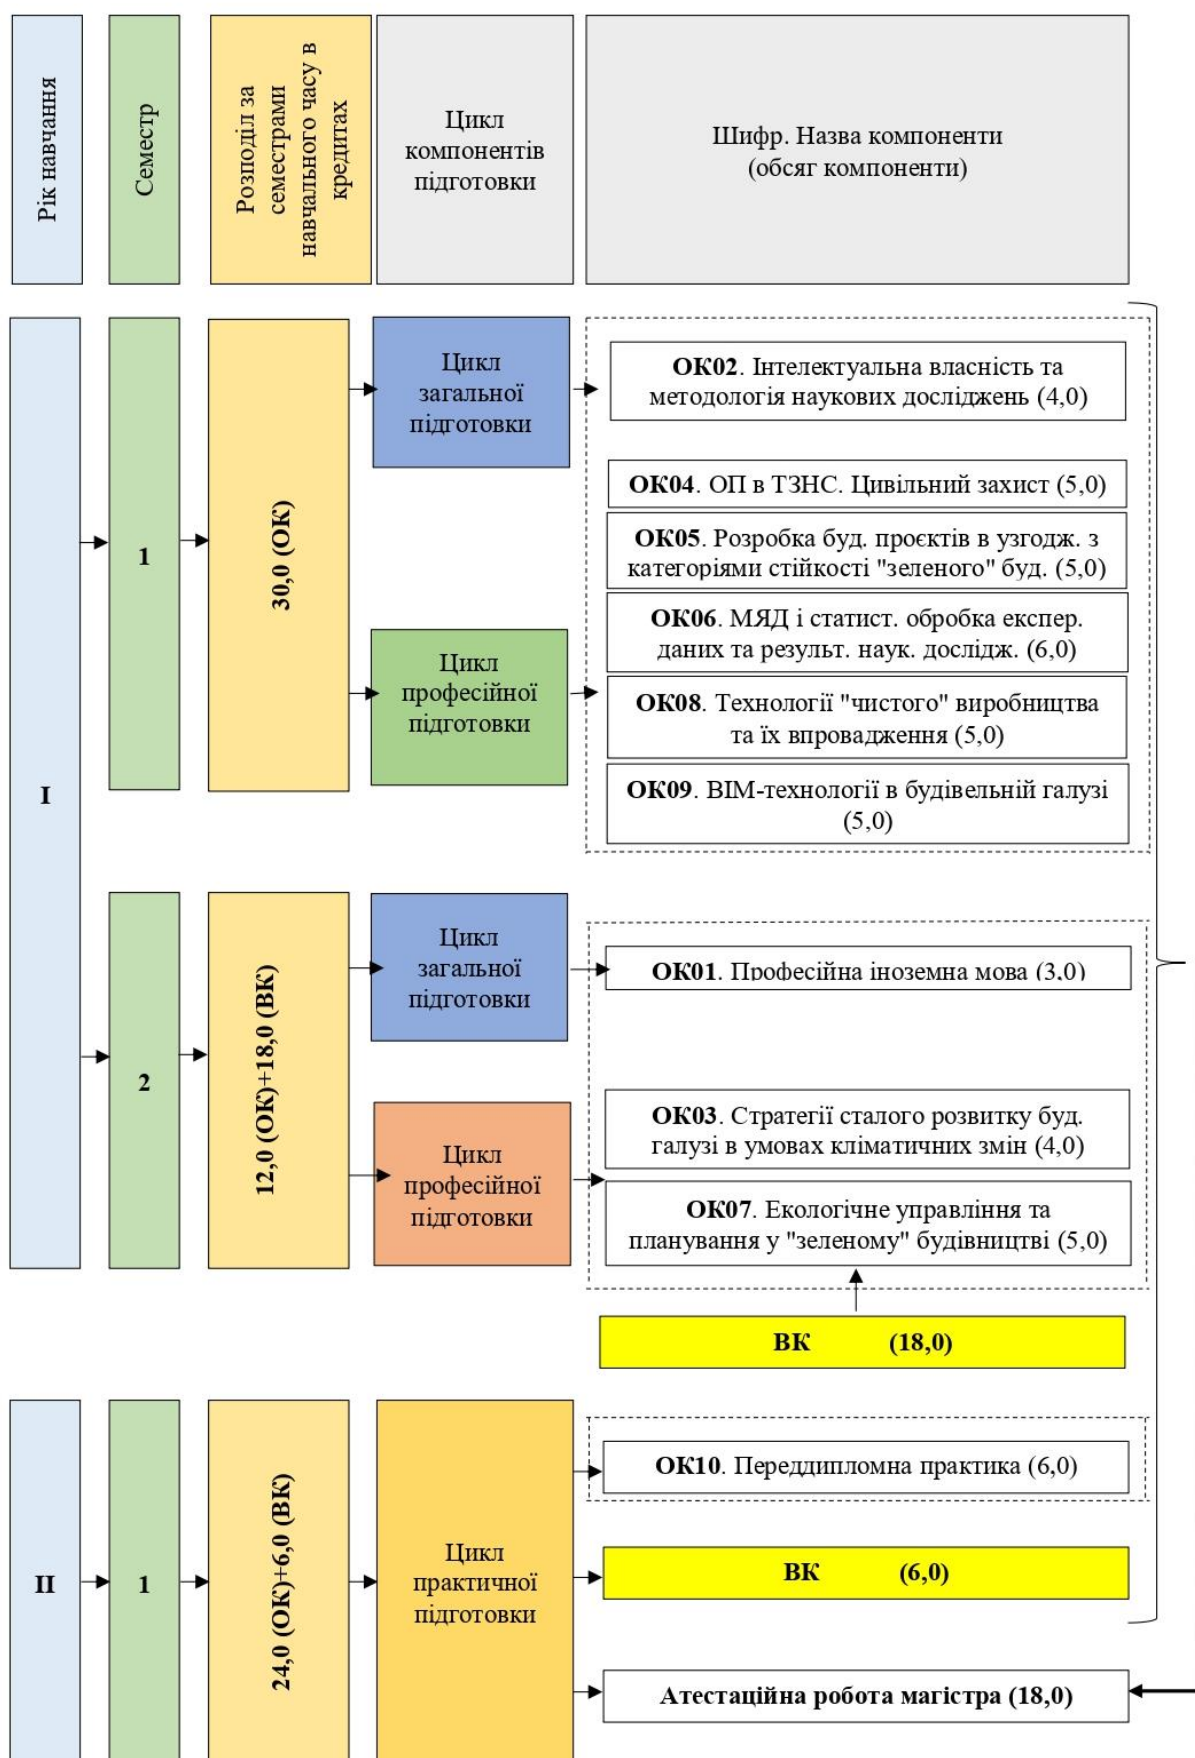 Рік навчання
Семестр
Розподіл за
семестрами
навчального часу в
кредитах
Цикл
компонентів
підготовки
Шифр. Назва компоненти
(обсяг компоненти)
I
1
30,0 (ОК)
Цикл
загальної
підготовки
ОК02. Інтелектуальна власність та
методологія наукових досліджень (4,0)
Цикл
професійної
підготовки
ОК04. ОП в ТЗНС. Цивільний захист (5,0)
ОК05. Розробка буд. проєктів в узгодж. з
категоріями стійкості "зеленого" буд. (5,0)
ОК06. МЯД і статист. обробка експер.
даних та результ. наук. дослідж. (6,0)
ОК08. Технології "чистого" виробництва
та їх впровадження (5,0)
ОК09. BIM-технології в будівельній галузі
(5,0)
2
12,0 (ОК)+18,0 (ВК)
Цикл
загальної
підготовки
ОК01. Професійна іноземна мова (3,0)
Цикл
професійної
підготовки
ОК03. Стратегії сталого розвитку буд.
галузі в умовах кліматичних змін (4,0)
ОК07. Екологічне управління та
планування у "зеленому" будівництві (5,0)
ВК (18,0)
II
1
24,0 (ОК)+6,0 (ВК)
Цикл
практичної
підготовки
ОК10. Переддипломна практика (6,0)
ВК (6,0)
Атестаційна робота магістра (18,0)